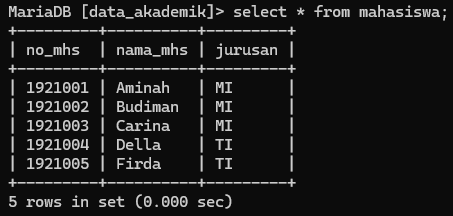 MariaDB [data_akademik]> select * from mahasiswa;
+---------+----------+---------+
| no_mhs  | nama_mhs | jurusan |
+---------+----------+---------+
| 1921001 | Aminah   | MI      |
| 1921002 | Budiman  | MI      |
| 1921003 | Carina   | MI      |
| 1921004 | Della    | TI      |
| 1921005 | Firda    | TI      |
+---------+----------+---------+
5 rows in set (0.000 sec)